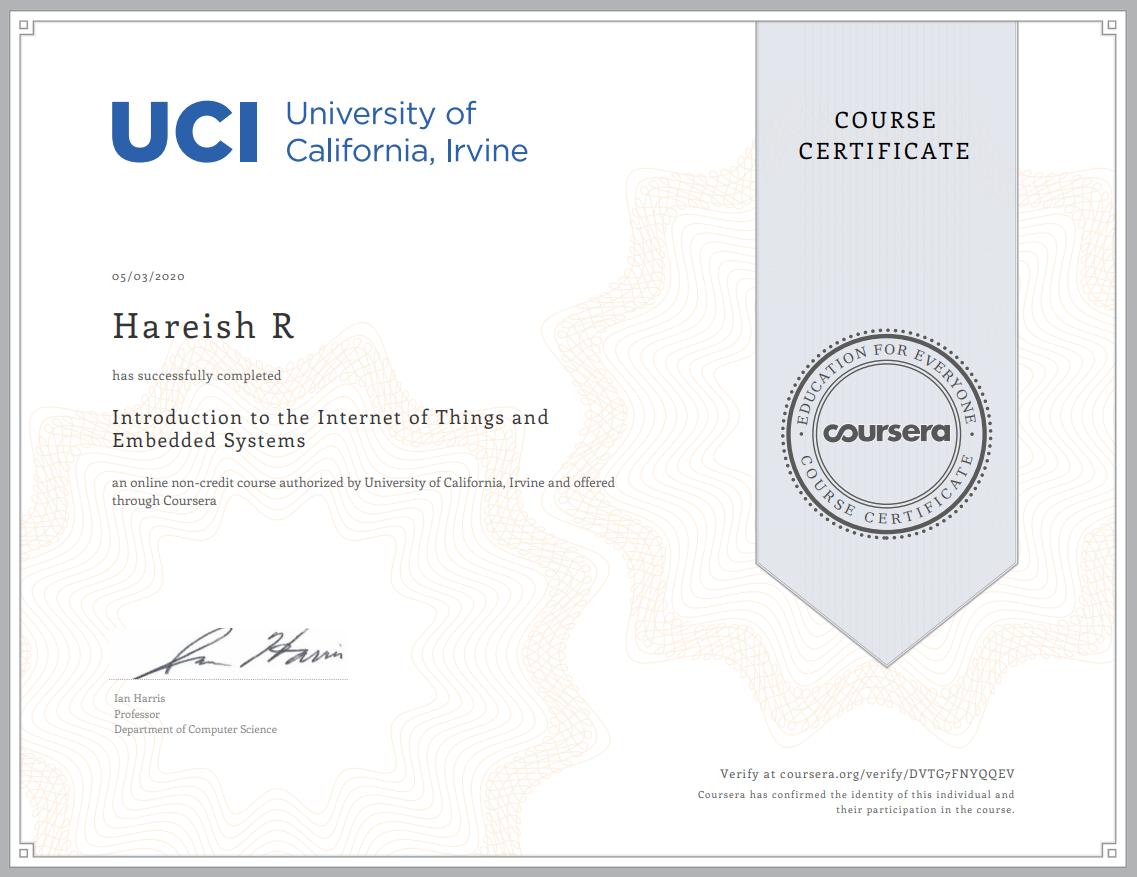 UCI University of
California, Irvine
COURSE
CERTIFICATE
05/03/2020
Hareish R
has successfully completed
Introduction to the Internet of Things and
Embedded Systems
an online non-credit course authorized by University of California, Irvine and offered
through Coursera
EDUCATION FOR EVERYONE
coursera
COURSE CERTIFICATE
Ian Harris
Ian Harris
Professor
Department of Computer Science
Verify at coursera.org/verify/DVTG7FNYQQEV
Coursera has confirmed the identity of this individual and
their participation in the course.